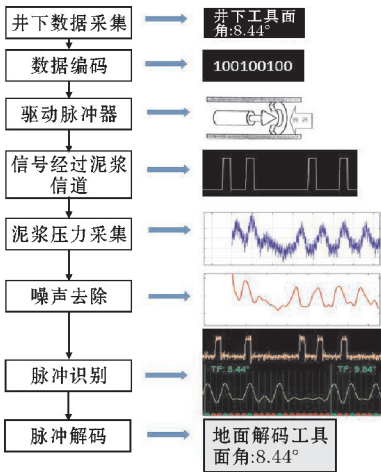 井下数据采集
井下工具面
角:8.44°
数据编码
100100100
驱动脉冲器
信号经过泥浆
信道
泥浆压力采集
噪声去除
脉冲识别
TF: 8.44°
TF: 9.84°
脉冲解码
地面解码工具
面角:8.44°